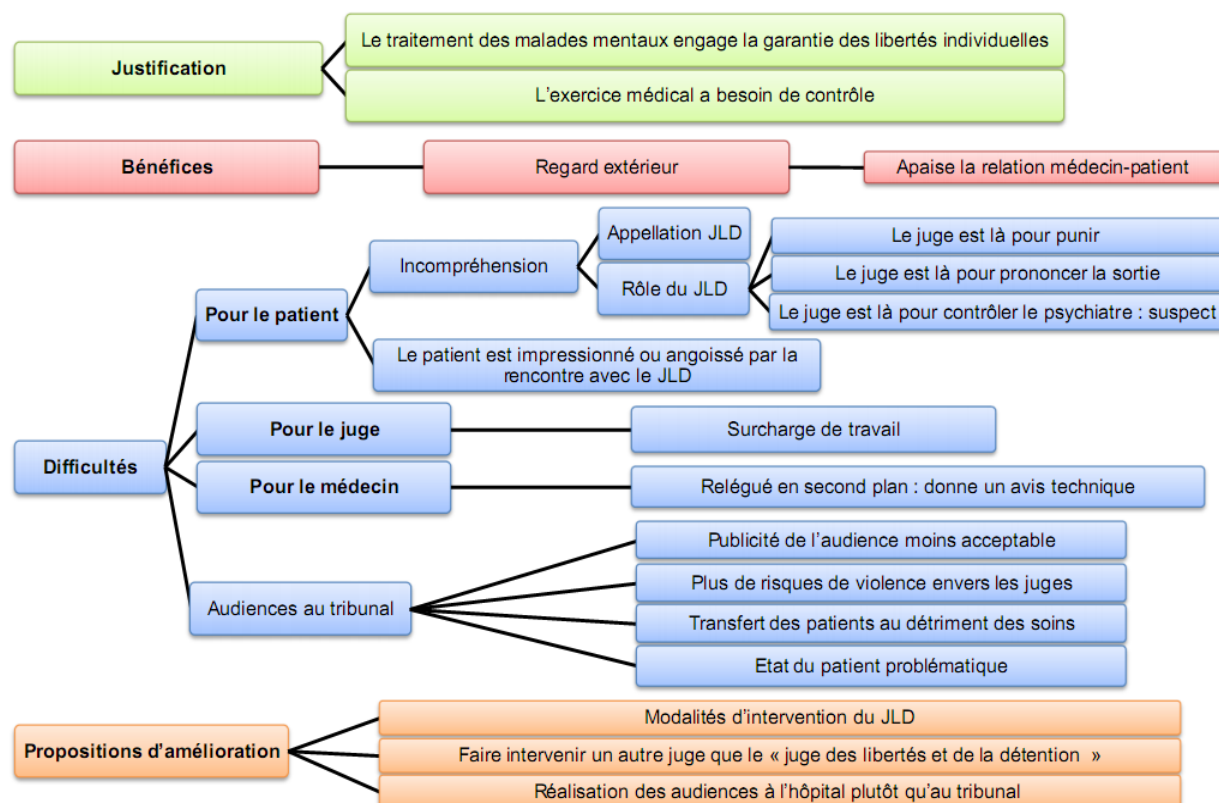 Justification
Le traitement des malades mentaux engage la garantie des libertés individuelles
L'exercice médical a besoin de contrôle
Bénéfices
Regard extérieur
Apaise la relation médecin-patient
Difficultés
Pour le patient
Incompréhension
Appellation JLD
Rôle du JLD
Le juge est là pour punir
Le juge est là pour prononcer la sortie
Le juge est là pour contrôler le psychiatre : suspect
Le patient est impressionné ou angoissé par la
rencontre avec le JLD
Pour le juge
Surcharge de travail
Pour le médecin
Relégué en second plan : donne un avis technique
Audiences au tribunal
Publicité de l'audience moins acceptable
Plus de risques de violence envers les juges
Transfert des patients au détriment des soins
Etat du patient problématique
Propositions d'amélioration
Modalités d'intervention du JLD
Faire intervenir un autre juge que le « juge des libertés et de la détention »
Réalisation des audiences à l'hôpital plutôt qu'au tribunal